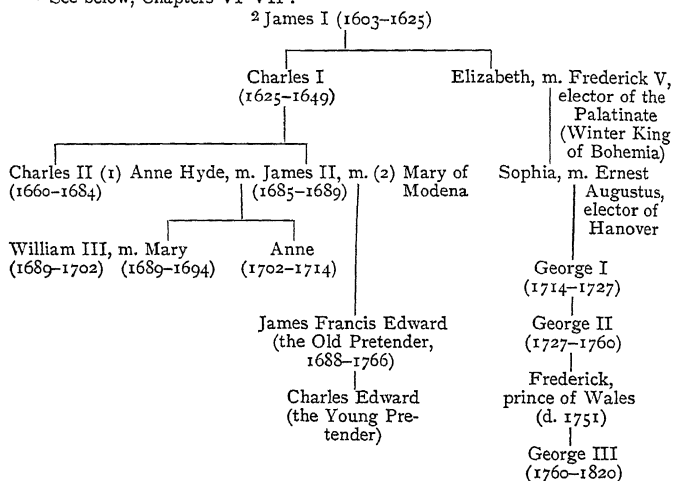 See below, Chapters VI–VII .
² James I (1603–1625)
Charles I
(1625–1649)
Elizabeth, m. Frederick V,
elector of the
Palatinate
(Winter King
of Bohemia)
Charles II (1) Anne Hyde, m. James II, m. (2) Mary of
(1660–1684) (1685–1689) Modena
Sophia, m. Ernest
Augustus,
elector of
Hanover
William III, m. Mary
(1689–1702) (1689–1694)
Anne
(1702–1714)
George I
(1714–1727)
James Francis Edward
(the Old Pretender,
1688–1766)
George II
(1727–1760)
Charles Edward
(the Young Pre-
tender)
Frederick,
prince of Wales
(d. 1751)
George III
(1760–1820)